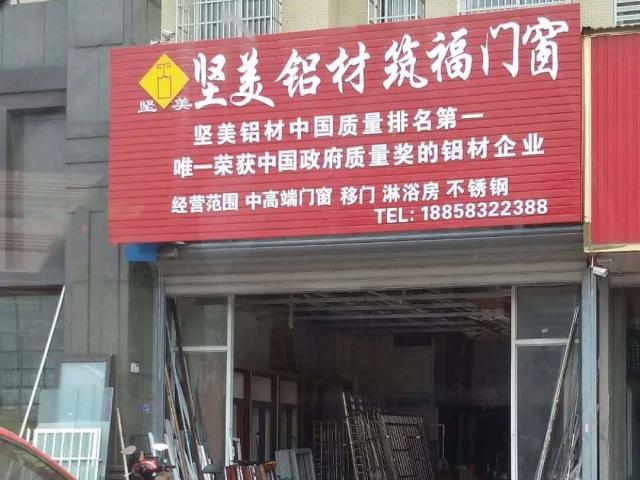 坚美铝材筑福门窗
坚 美
坚美铝材中国质量排名第一
唯一荣获中国政府质量奖的铝材企业
经营范围 中高端门窗 移门 淋浴房 不锈钢
TEL: 18858322388